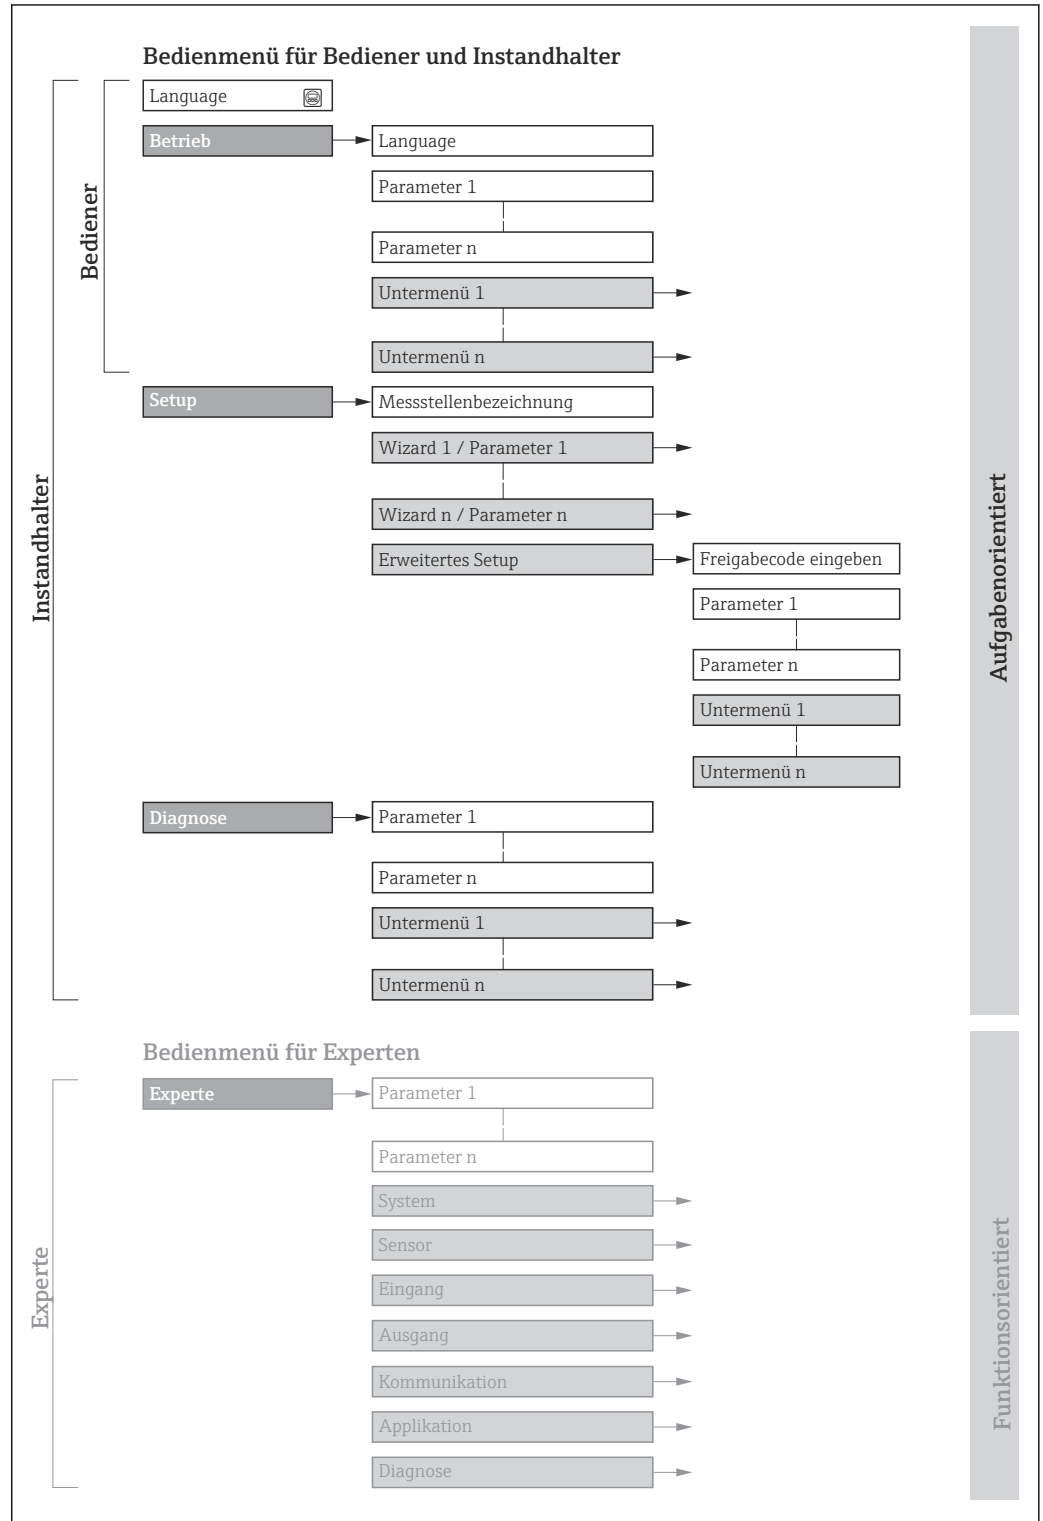 Bedienmenü für Bediener und Instandhalter
Language
Betrieb
Language
Parameter 1
Parameter n
Untermenü 1
Untermenü n
Bediener
Setup
Messstellenbezeichnung
Wizard 1 / Parameter 1
Wizard n / Parameter n
Erweitertes Setup
Freigabecode eingeben
Parameter 1
Parameter n
Untermenü 1
Untermenü n
Instandhalter
Aufgabenorientiert
Diagnose
Parameter 1
Parameter n
Untermenü 1
Untermenü n
Bedienmenü für Experten
Experte
Parameter 1
Parameter n
System
Sensor
Eingang
Ausgang
Kommunikation
Applikation
Diagnose
Experte
Funktionsorientiert